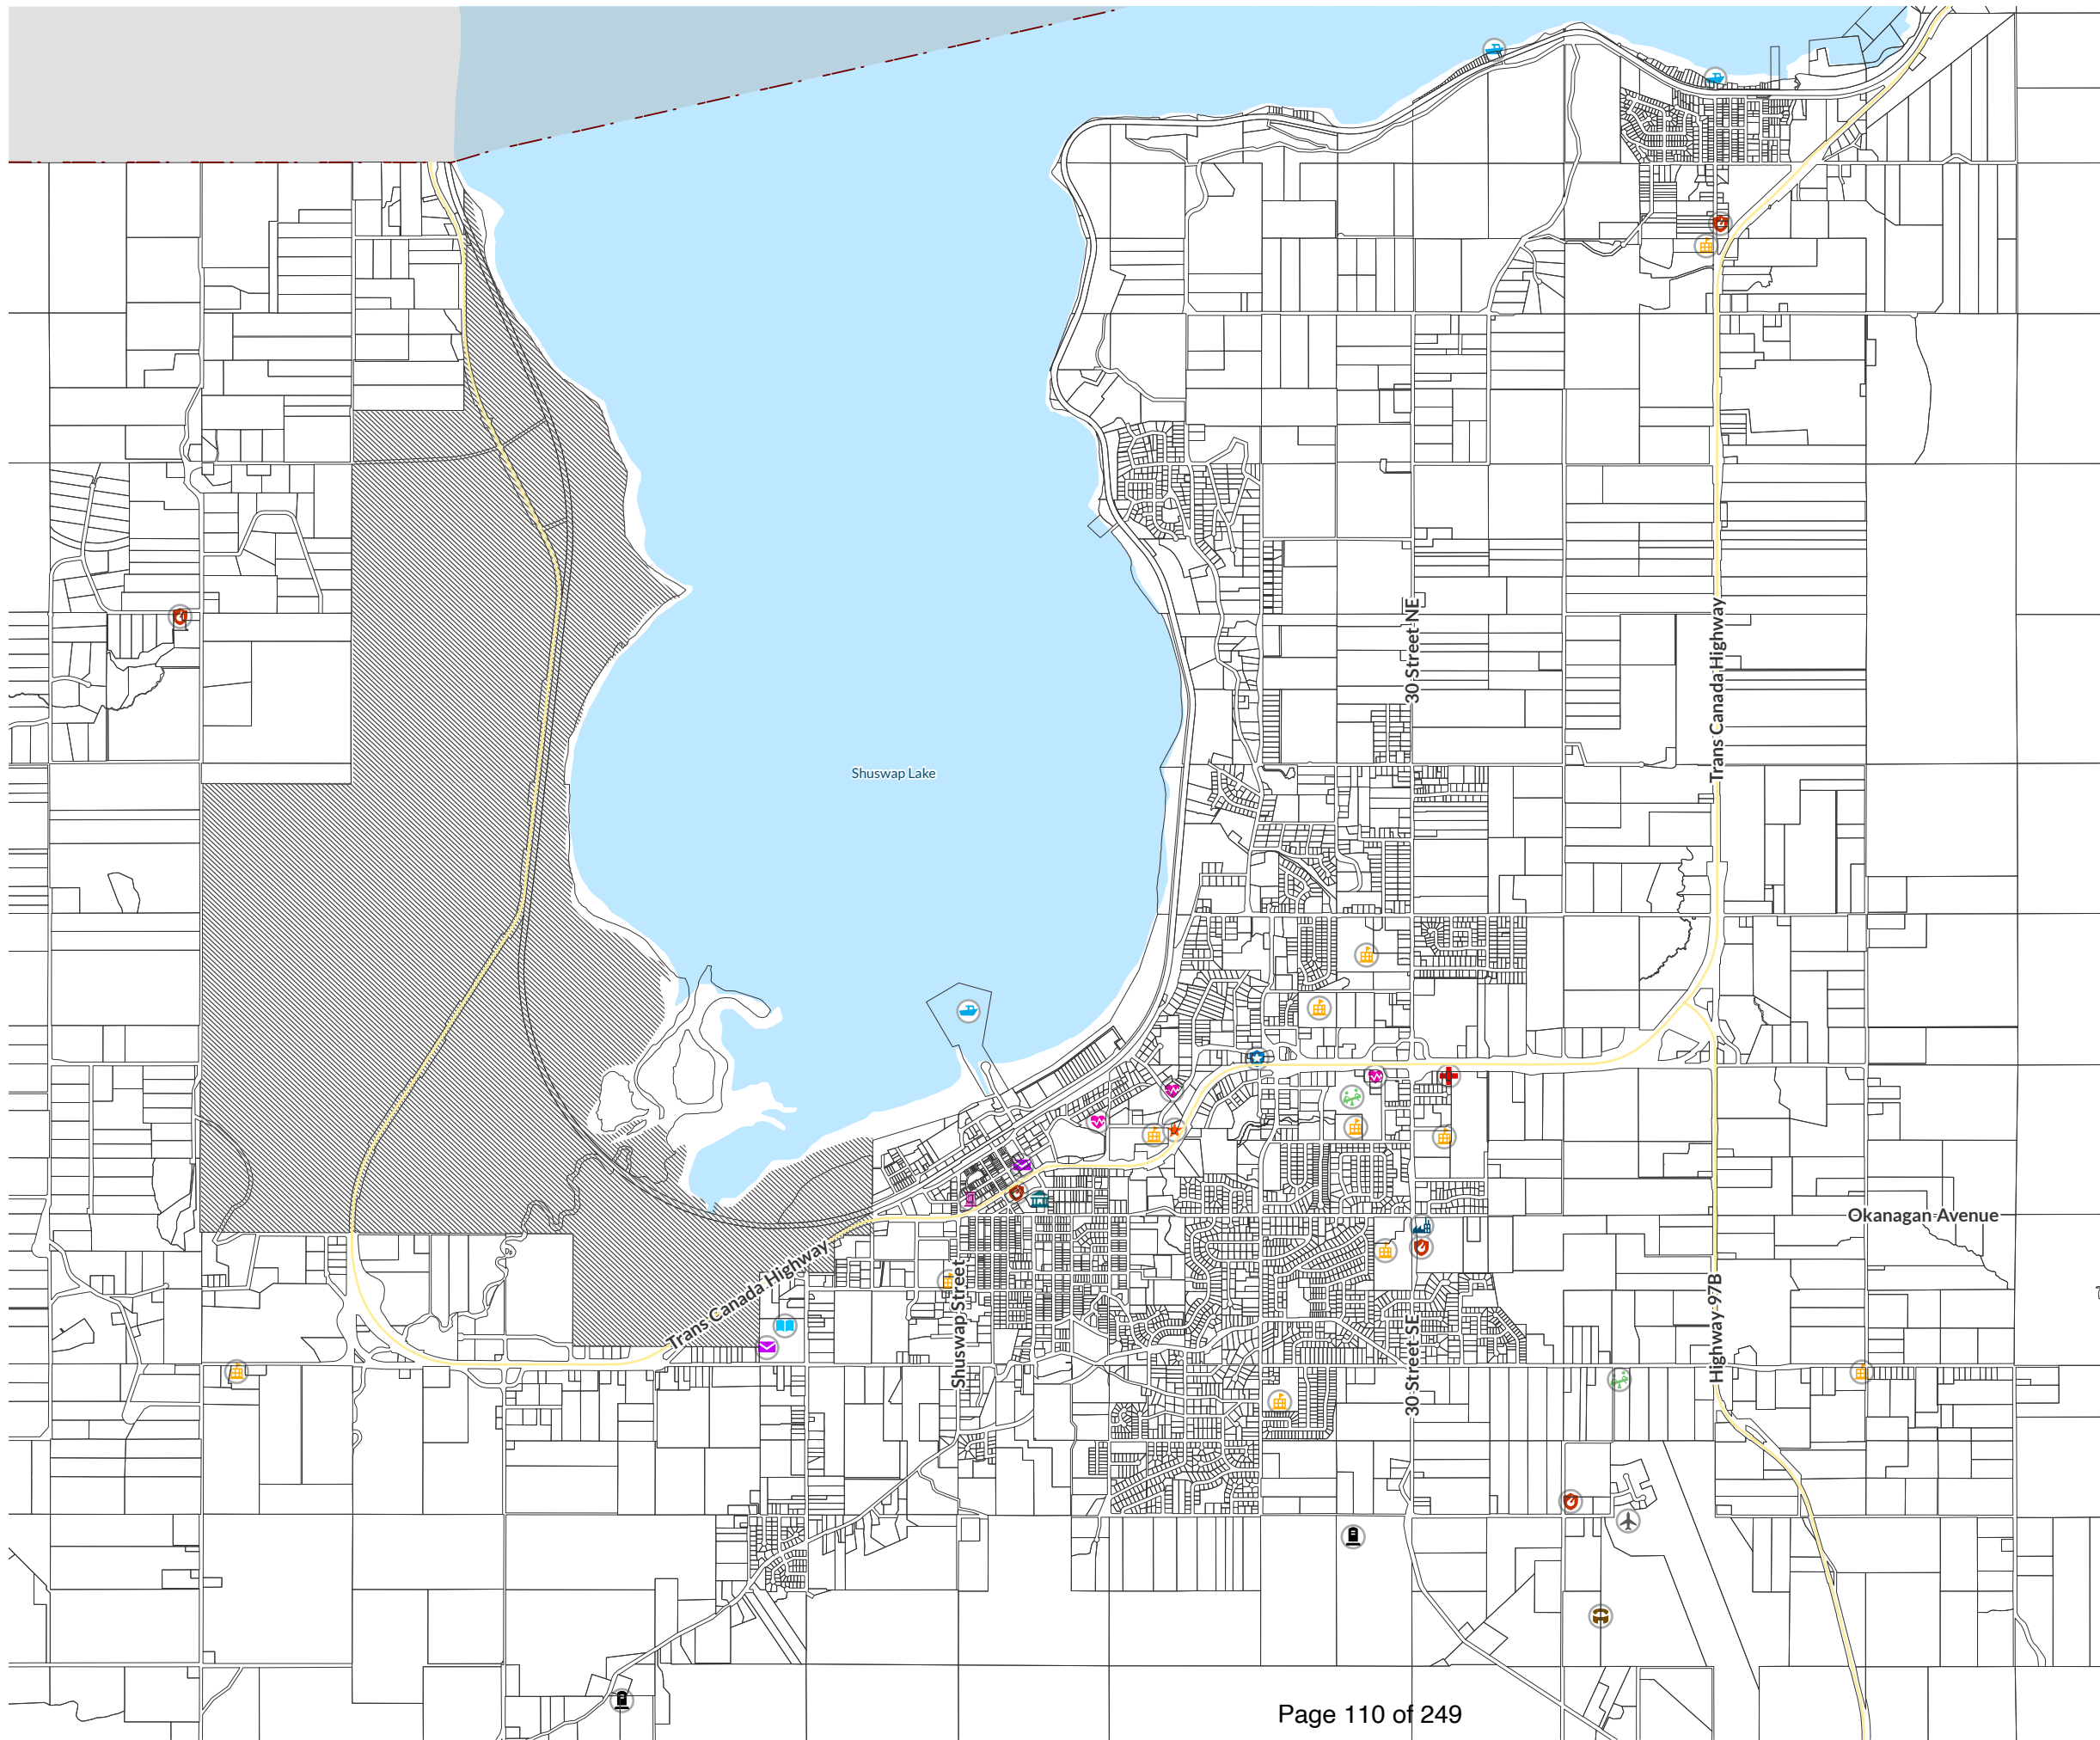 30 Street NE
Trans Canada Highway
Shuswap Lake
Okanagan Avenue
Trans Canada Highway
Shuswap Street
30 Street SE
Highway 97B
Page 110 of 249